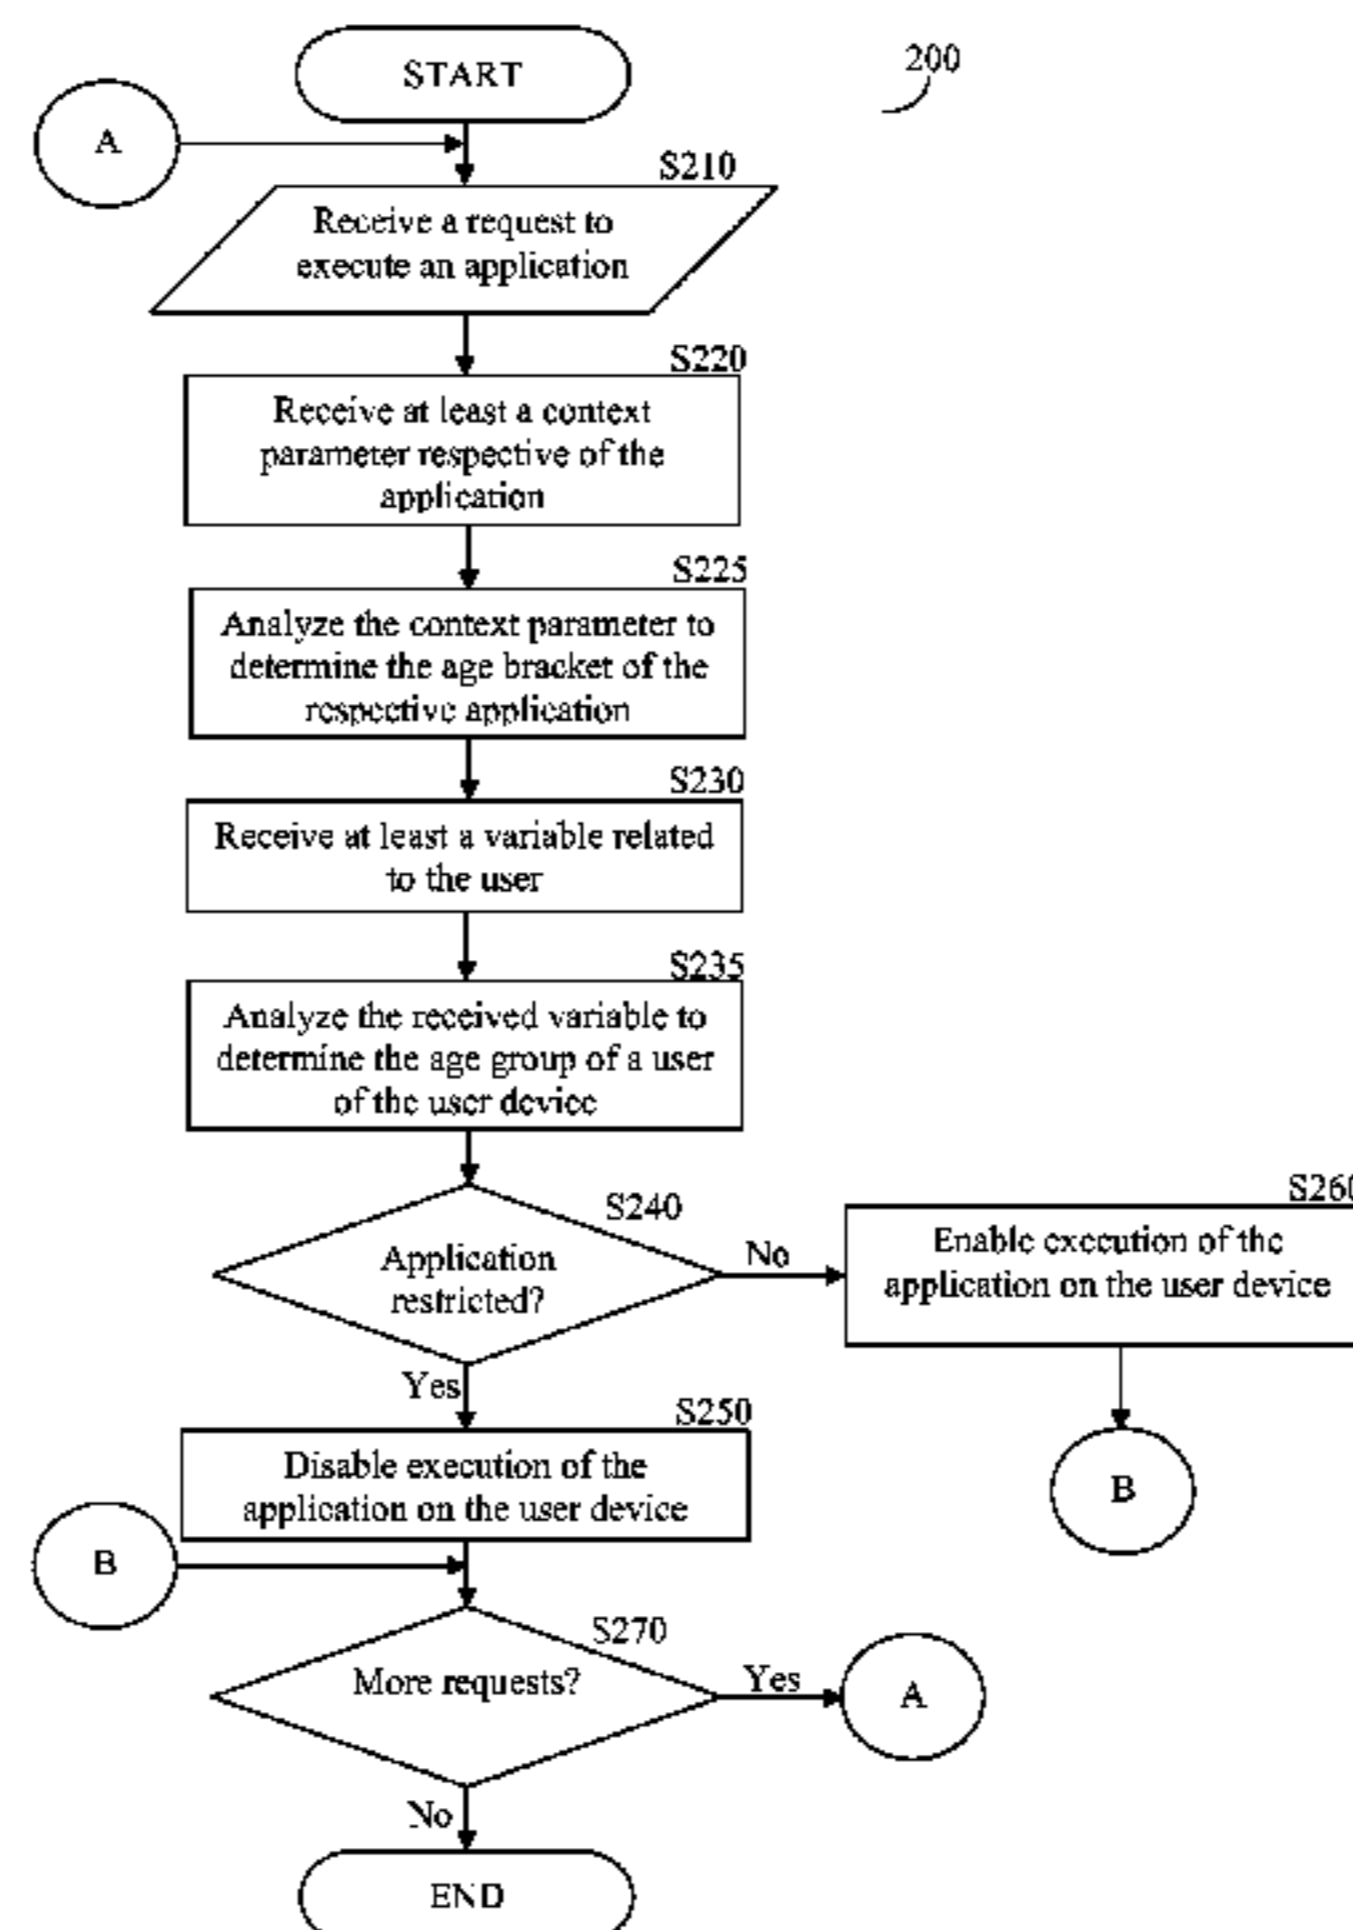 START
200
A
S210
Receive a request to
execute an application
S220
Receive at least a context
parameter respective of the
application
S225
Analyze the context parameter to
determine the age bracket of the
respective application
S230
Receive at least a variable related
to the user
S235
Analyze the received variable to
determine the age group of a user
of the user device
S240
Application
restricted?
No
S260
Enable execution of the
application on the user device
Yes
S250
Disable execution of the
application on the user device
B
B
S270
More requests?
Yes
A
No
END